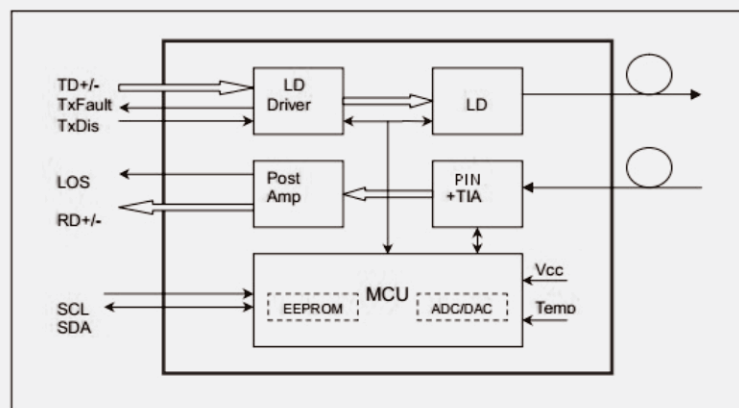 TD+/-
TxFault
TxDis
LD
Driver
LD
LOS
RD+/-
Post
Amp
PIN
+TIA
SCL
SDA
MCU
EEPROM
ADC/DAC
Vcc
Temp